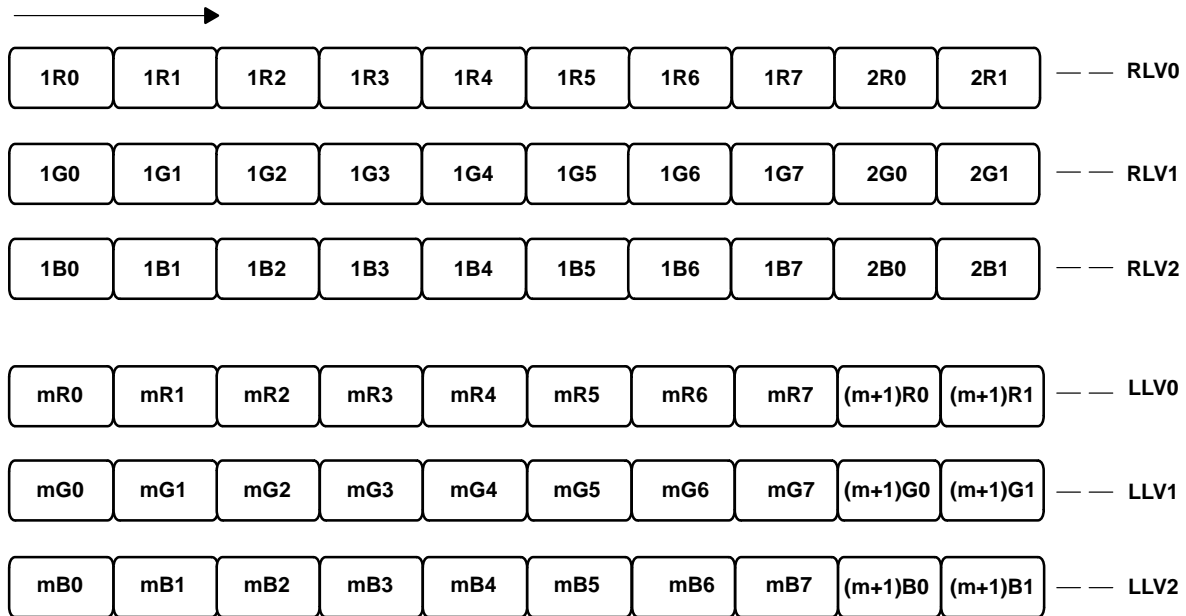 1R0 1R1 1R2 1R3 1R4 1R5 1R6 1R7 2R0 2R1 RLV0
1G0 1G1 1G2 1G3 1G4 1G5 1G6 1G7 2G0 2G1 RLV1
1B0 1B1 1B2 1B3 1B4 1B5 1B6 1B7 2B0 2B1 RLV2
mR0 mR1 mR2 mR3 mR4 mR5 mR6 mR7 (m+1)R0 (m+1)R1 LLV0
mG0 mG1 mG2 mG3 mG4 mG5 mG6 mG7 (m+1)G0 (m+1)G1 LLV1
mB0 mB1 mB2 mB3 mB4 mB5 mB6 mB7 (m+1)B0 (m+1)B1 LLV2